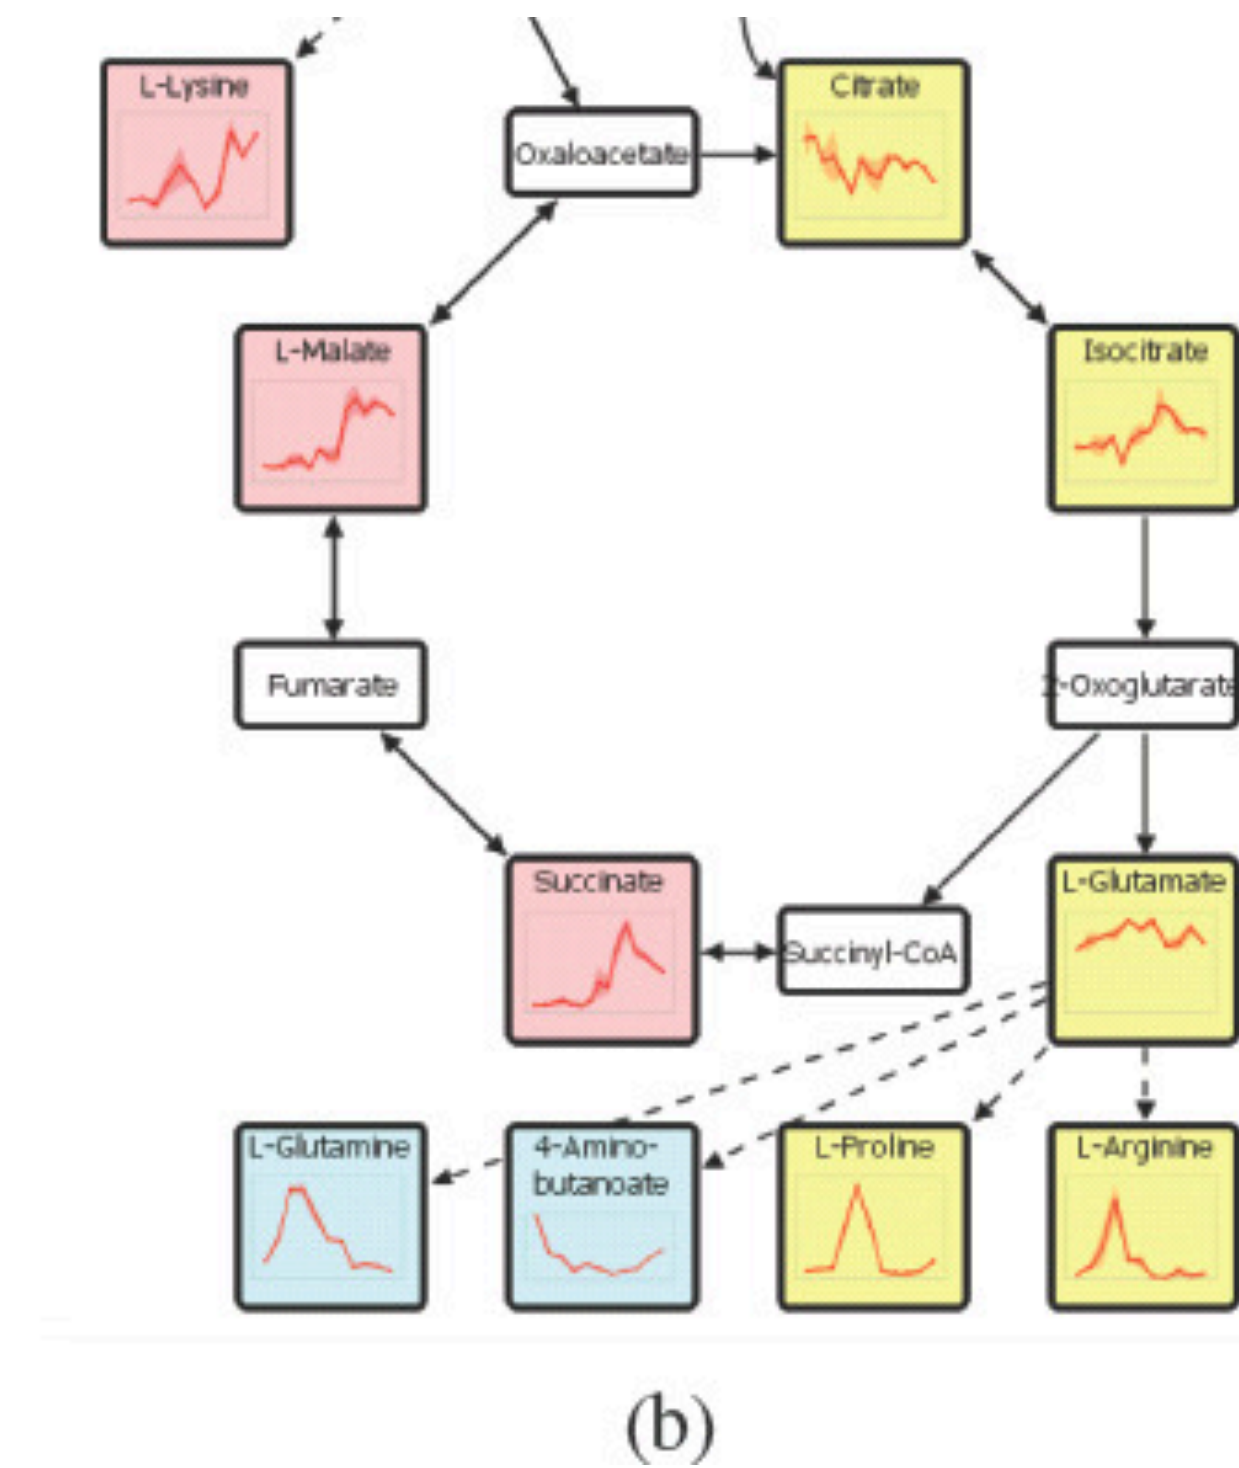 L-Lysine
Citrate
Oxaloacetate
L-Malate
Isocitrate
Fumarate
2-Oxoglutarate
Succinate
L-Glutamate
Succinyl-CoA
L-Glutamine
4-Amino-
butanoate
L-Proline
L-Arginine
(b)